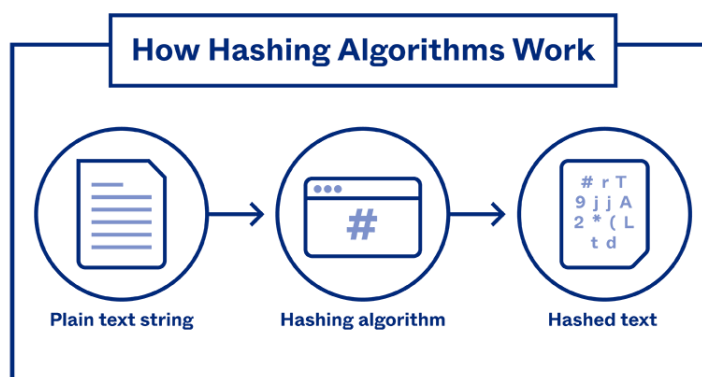 How Hashing Algorithms Work
#
# r T
9 j j A
2 * ( L
t d
Plain text string
Hashing algorithm
Hashed text